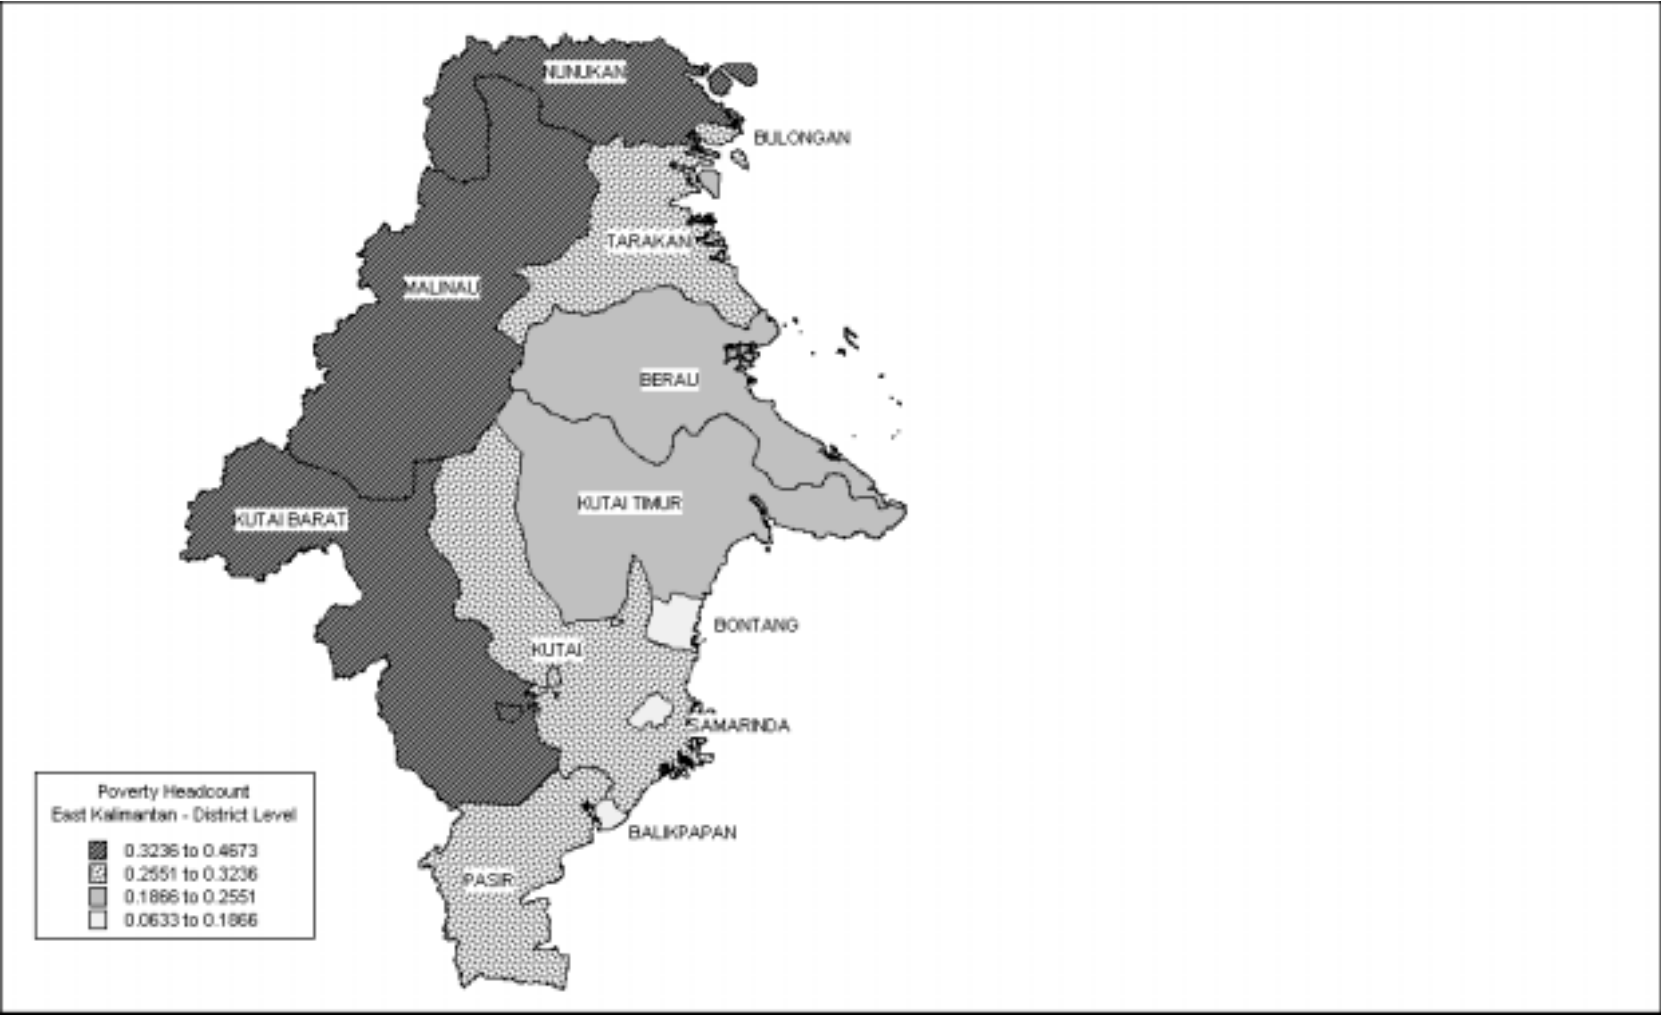 NUNUKAN
BULONGAN
TARAKAN
MALINAU
BERAU
KUTAI TIMUR
KUTAI BARAT
BONTANG
KUTAI
SAMARINDA
BALIKPAPAN
PASIR
Poverty Headcount
East Kalimantan - District Level
0.3236 to 0.4673
0.2551 to 0.3236
0.1866 to 0.2551
0.0633 to 0.1866